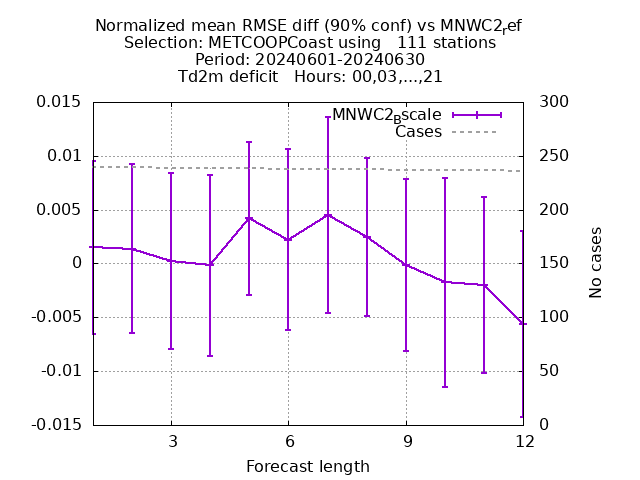 Normalized mean RMSE diff (90% conf) vs MNWC2ref
Selection: METCOOPCoast using   111 stations
Period: 20240601-20240630
Td2m deficit   Hours: 00,03,...,21
MNWC2Bscale
Cases
0.015
0.01
0.005
0
-0.005
-0.01
-0.015
300
250
200
150
100
50
0
No cases
3 6 9 12
Forecast length